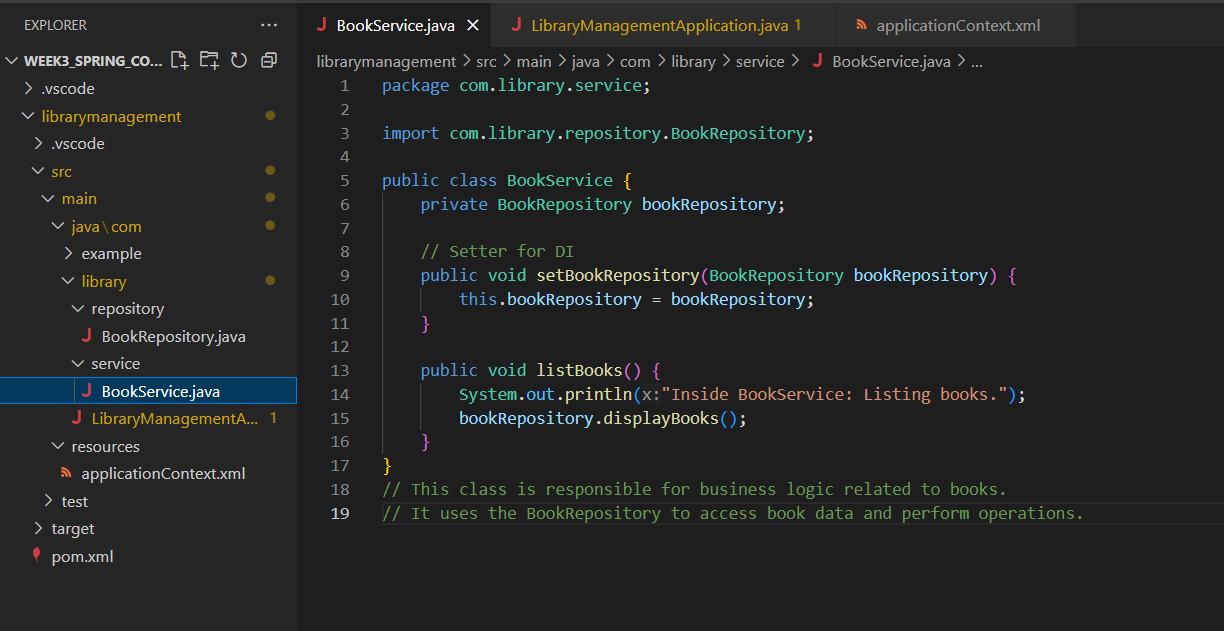 EXPLORER ...
WEEK3_SPRING_CO...
.vscode
librarymanagement
.vscode
src
main
java\com
example
library
repository
J BookRepository.java
service
J BookService.java
J LibraryManagementA... 1
resources
applicationContext.xml
test
target
pom.xml
J BookService.java
J LibraryManagementApplication.java 1
applicationContext.xml
librarymanagement > src > main > java > com > library > service > J BookService.java > ...
1 package com.library.service;
2
3 import com.library.repository.BookRepository;
4
5 public class BookService {
6     private BookRepository bookRepository;
7
8     // Setter for DI
9     public void setBookRepository(BookRepository bookRepository) {
10         this.bookRepository = bookRepository;
11     }
12
13     public void listBooks() {
14         System.out.println(x:"Inside BookService: Listing books.");
15         bookRepository.displayBooks();
16     }
17 }
18 // This class is responsible for business logic related to books.
19 // It uses the BookRepository to access book data and perform operations.